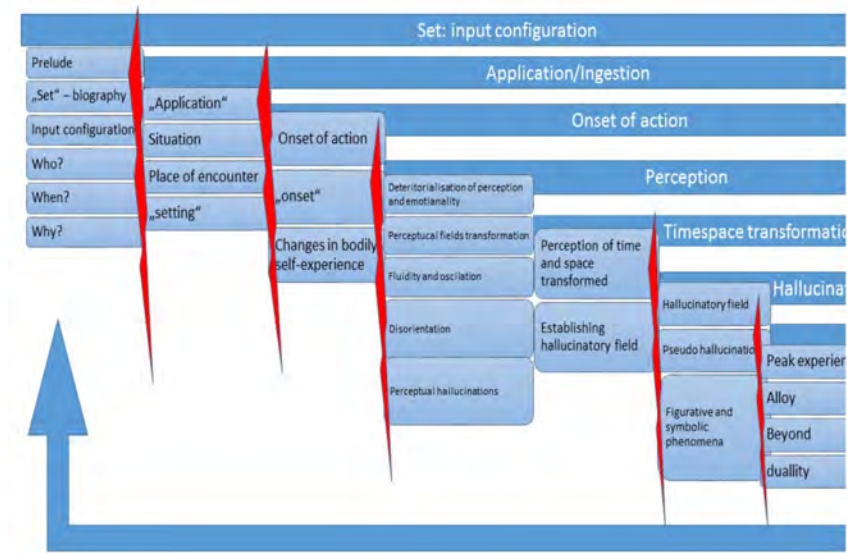 Set: input configuration
Application/Ingestion
Onset of action
Perception
Timespace transformatio
Hallucinat
Prelude
„Set“ – biography
Input configuration
Who?
When?
Why?
„Application“
Situation
Place of encounter
„setting“
Onset of action
„onset“
Changes in bodily
self-experience
Deteritorialisation of perception
and emotianality
Perceptucal fields transformation
Fluidity and oscilation
Disorientation
Perceptual hallucinations
Perception of time
and space
transformed
Establishing
hallucinatory field
Hallucinatory field
Pseudo hallucinatio
Figurative and
symbolic
phenomena
Peak experien
Alloy
Beyond
duallity